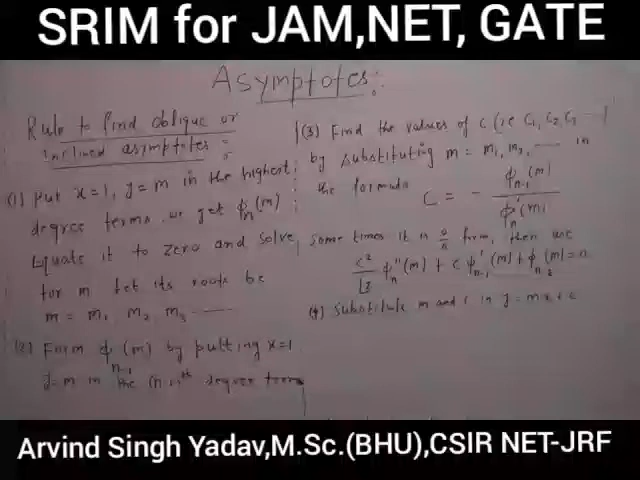 SRIM for JAM,NET, GATE
Asymptotes:
Rule to find oblique or
inclined asymptotes :
(1) put x=1, y=m in the highest
degree terms we get ϕn(m)
Equate it to zero and solve
for m let its roots be
m = m1, m2, m3 ------
(2) Form ϕn-1(m) by putting x=1
y=m in the (n-1)th degree terms
(3) Find the values of c (i.e C1, C2, C3 ---)
by substituting m = m1, m2, ----- in
the formula C = - ϕn-1(m) / ϕ'n(m)
some times it is 0/0 form, then use
c²/⌊2 ϕ''n(m) + c ϕ'n-1(m) + ϕn-2(m) = 0
(4) Substitute m and c in y = mx + c
Arvind Singh Yadav,M.Sc.(BHU),CSIR NET-JRF